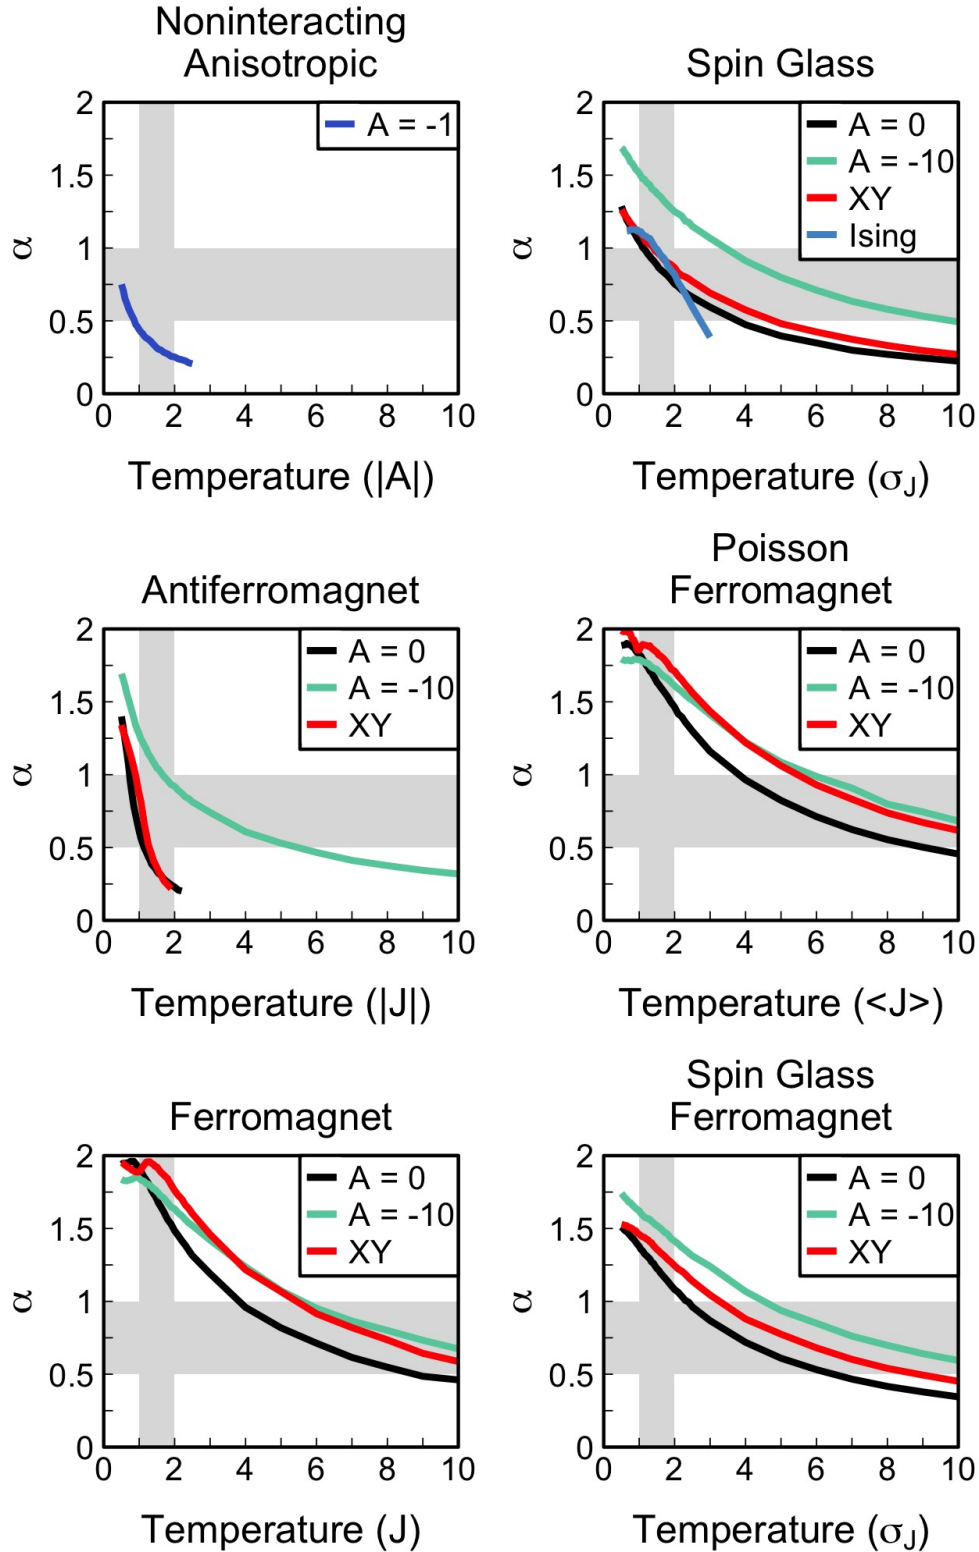 Noninteracting
Anisotropic
2
1.5
1
0.5
0
α
A = -1
0 2 4 6 8 10
Temperature (|A|)
Spin Glass
2
1.5
1
0.5
0
α
A = 0
A = -10
XY
Ising
0 2 4 6 8 10
Temperature (σJ)
Antiferromagnet
2
1.5
1
0.5
0
α
A = 0
A = -10
XY
0 2 4 6 8 10
Temperature (|J|)
Poisson
Ferromagnet
2
1.5
1
0.5
0
α
A = 0
A = -10
XY
0 2 4 6 8 10
Temperature (<J>)
Ferromagnet
2
1.5
1
0.5
0
α
A = 0
A = -10
XY
0 2 4 6 8 10
Temperature (J)
Spin Glass
Ferromagnet
2
1.5
1
0.5
0
α
A = 0
A = -10
XY
0 2 4 6 8 10
Temperature (σJ)